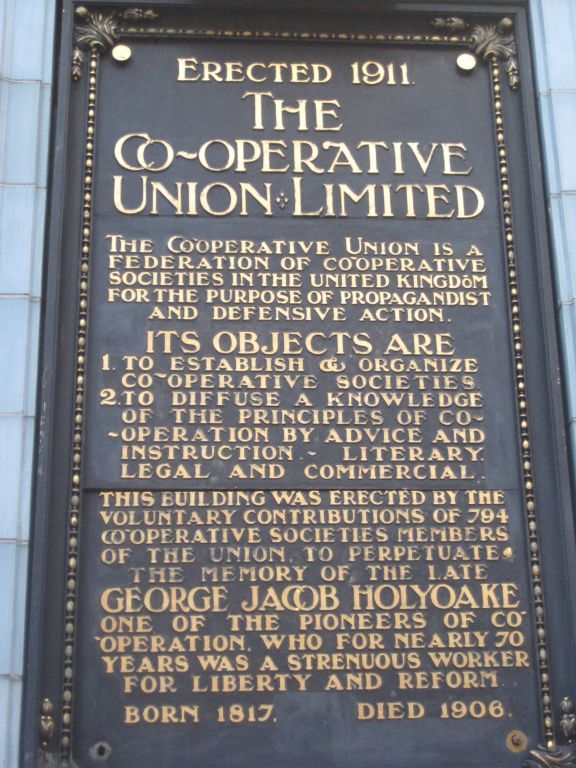 ERECTED 1911.
THE
CO~OPERATIVE
UNION LIMITED
THE COOPERATIVE UNION IS A
FEDERATION OF COOPERATIVE
SOCIETIES IN THE UNITED KINGDOM
FOR THE PURPOSE OF PROPAGANDIST
AND DEFENSIVE ACTION.
ITS OBJECTS ARE
1. TO ESTABLISH & ORGANIZE
CO~OPERATIVE SOCIETIES.
2. TO DIFFUSE A KNOWLEDGE
OF THE PRINCIPLES OF CO-
~OPERATION BY ADVICE AND
INSTRUCTION.~ LITERARY.
LEGAL AND COMMERCIAL.
THIS BUILDING WAS ERECTED BY THE
VOLUNTARY CONTRIBUTIONS OF 794
COOPERATIVE SOCIETIES MEMBERS
OF THE UNION, TO PERPETUATE
THE MEMORY OF THE LATE
GEORGE JACOB HOLYOAKE
ONE OF THE PIONEERS OF CO-
~OPERATION, WHO FOR NEARLY 70
YEARS WAS A STRENUOUS WORKER
FOR LIBERTY AND REFORM
BORN 1817. DIED 1906.